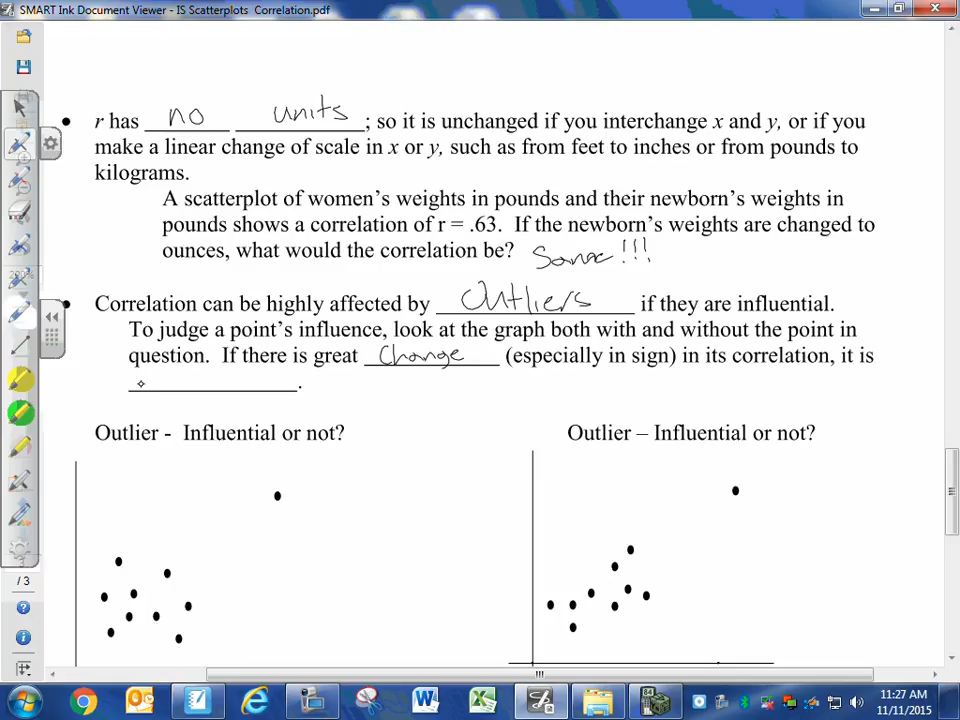 SMART Ink Document Viewer - IS Scatterplots Correlation.pdf
• r has no units; so it is unchanged if you interchange x and y, or if you
make a linear change of scale in x or y, such as from feet to inches or from pounds to
kilograms.
A scatterplot of women's weights in pounds and their newborn's weights in
pounds shows a correlation of r = .63. If the newborn's weights are changed to
ounces, what would the correlation be? Same!!!
• Correlation can be highly affected by Outliers if they are influential.
To judge a point's influence, look at the graph both with and without the point in
question. If there is great Change (especially in sign) in its correlation, it is
____________.
Outlier - Influential or not? Outlier – Influential or not?
/ 3
11:27 AM
11/11/2015